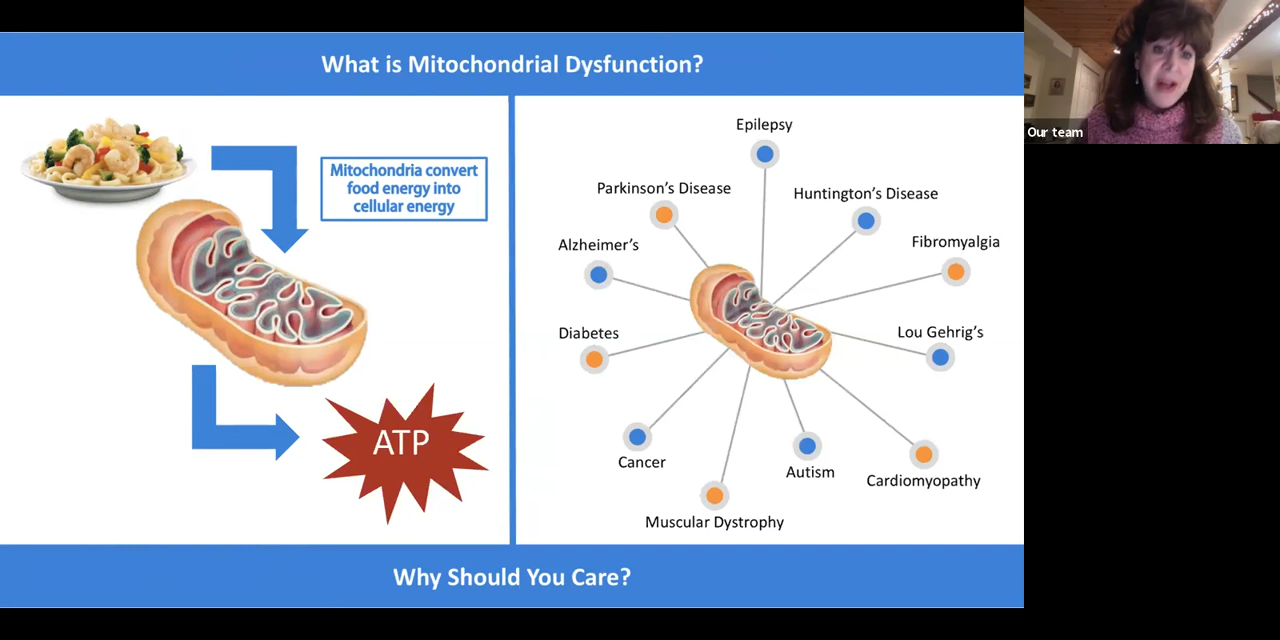 What is Mitochondrial Dysfunction?
Mitochondria convert
food energy into
cellular energy
ATP
Epilepsy
Parkinson's Disease
Huntington's Disease
Alzheimer's
Fibromyalgia
Diabetes
Lou Gehrig's
Cancer
Autism
Cardiomyopathy
Muscular Dystrophy
Why Should You Care?
Our team